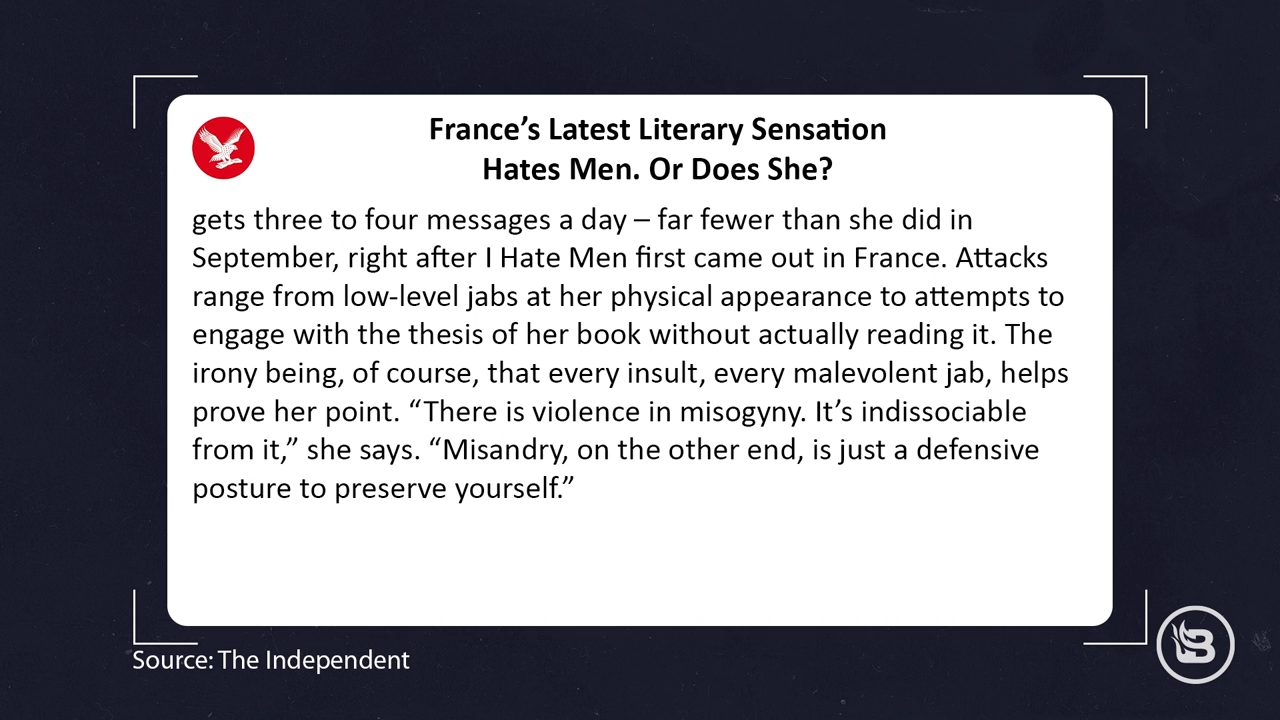 France’s Latest Literary Sensation
Hates Men. Or Does She?
gets three to four messages a day – far fewer than she did in
September, right after I Hate Men first came out in France. Attacks
range from low-level jabs at her physical appearance to attempts to
engage with the thesis of her book without actually reading it. The
irony being, of course, that every insult, every malevolent jab, helps
prove her point. “There is violence in misogyny. It’s indissociable
from it,” she says. “Misandry, on the other end, is just a defensive
posture to preserve yourself.”
Source: The Independent
B